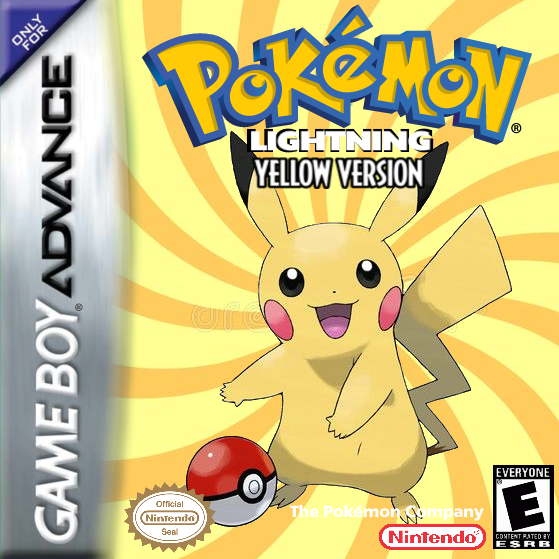 ONLY
FOR
GAME BOY ADVANCE®
POKéMON®
LIGHTNING
YELLOW VERSION
Official
Nintendo
Seal
The Pokémon Company
Nintendo®
EVERYONE
E
CONTENT RATED BY
ESRB